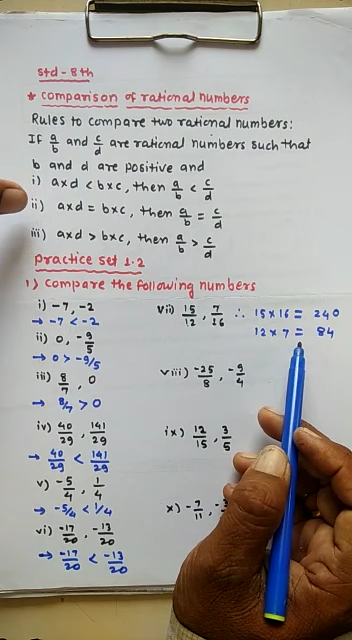 Std - 8th
* Comparison of rational numbers
Rules to compare two rational numbers:
If a/b and c/d are rational numbers such that
b and d are positive and
i) a×d < b×c, then a/b < c/d
ii) a×d = b×c, then a/b = c/d
iii) a×d > b×c, then a/b > c/d
Practice set 1.2
1) Compare the following numbers
i) -7, -2
→ -7 < -2
ii) 0, -9/5
→ 0 > -9/5
iii) 8/7, 0
→ 8/7 > 0
iv) 40/29, 141/29
→ 40/29 < 141/29
v) -5/4, 1/4
→ -5/4 < 1/4
vi) -17/20, -13/20
→ -17/20 < -13/20
vii) 15/12, 7/16 ∴ 15×16 = 240
12×7 = 84
viii) -25/8, -9/4
ix) 12/15, 3/5
x) -7/11,